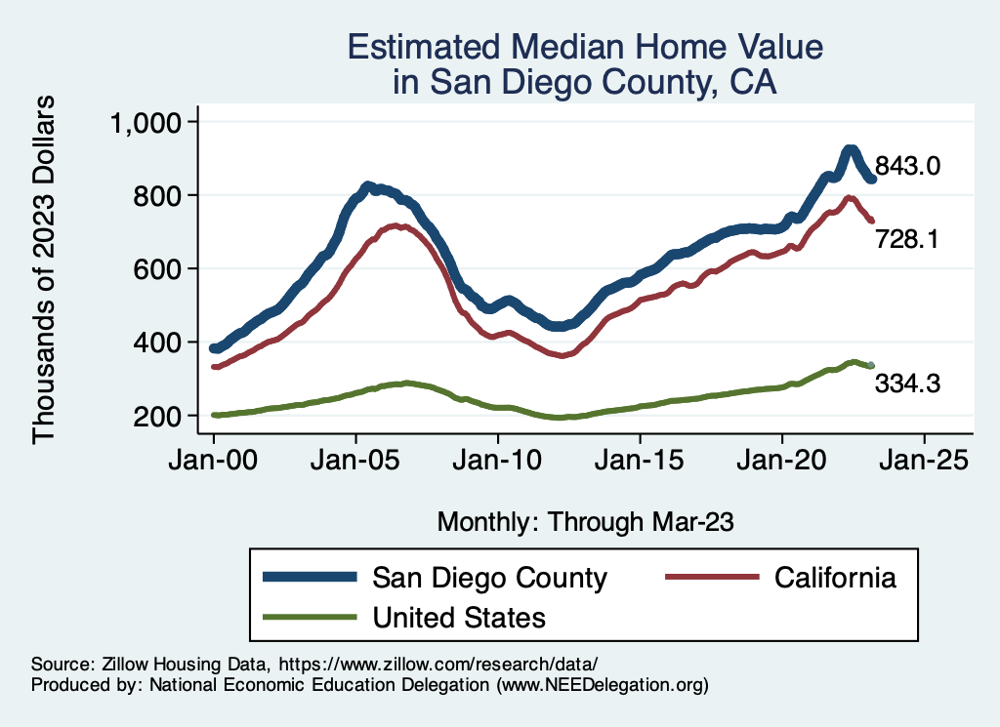 Estimated Median Home Value
in San Diego County, CA
Thousands of 2023 Dollars
1,000
800
600
400
200
843.0
728.1
334.3
Jan-00 Jan-05 Jan-10 Jan-15 Jan-20 Jan-25
Monthly: Through Mar-23
San Diego County California
United States
Source: Zillow Housing Data, https://www.zillow.com/research/data/
Produced by: National Economic Education Delegation (www.NEEDelegation.org)